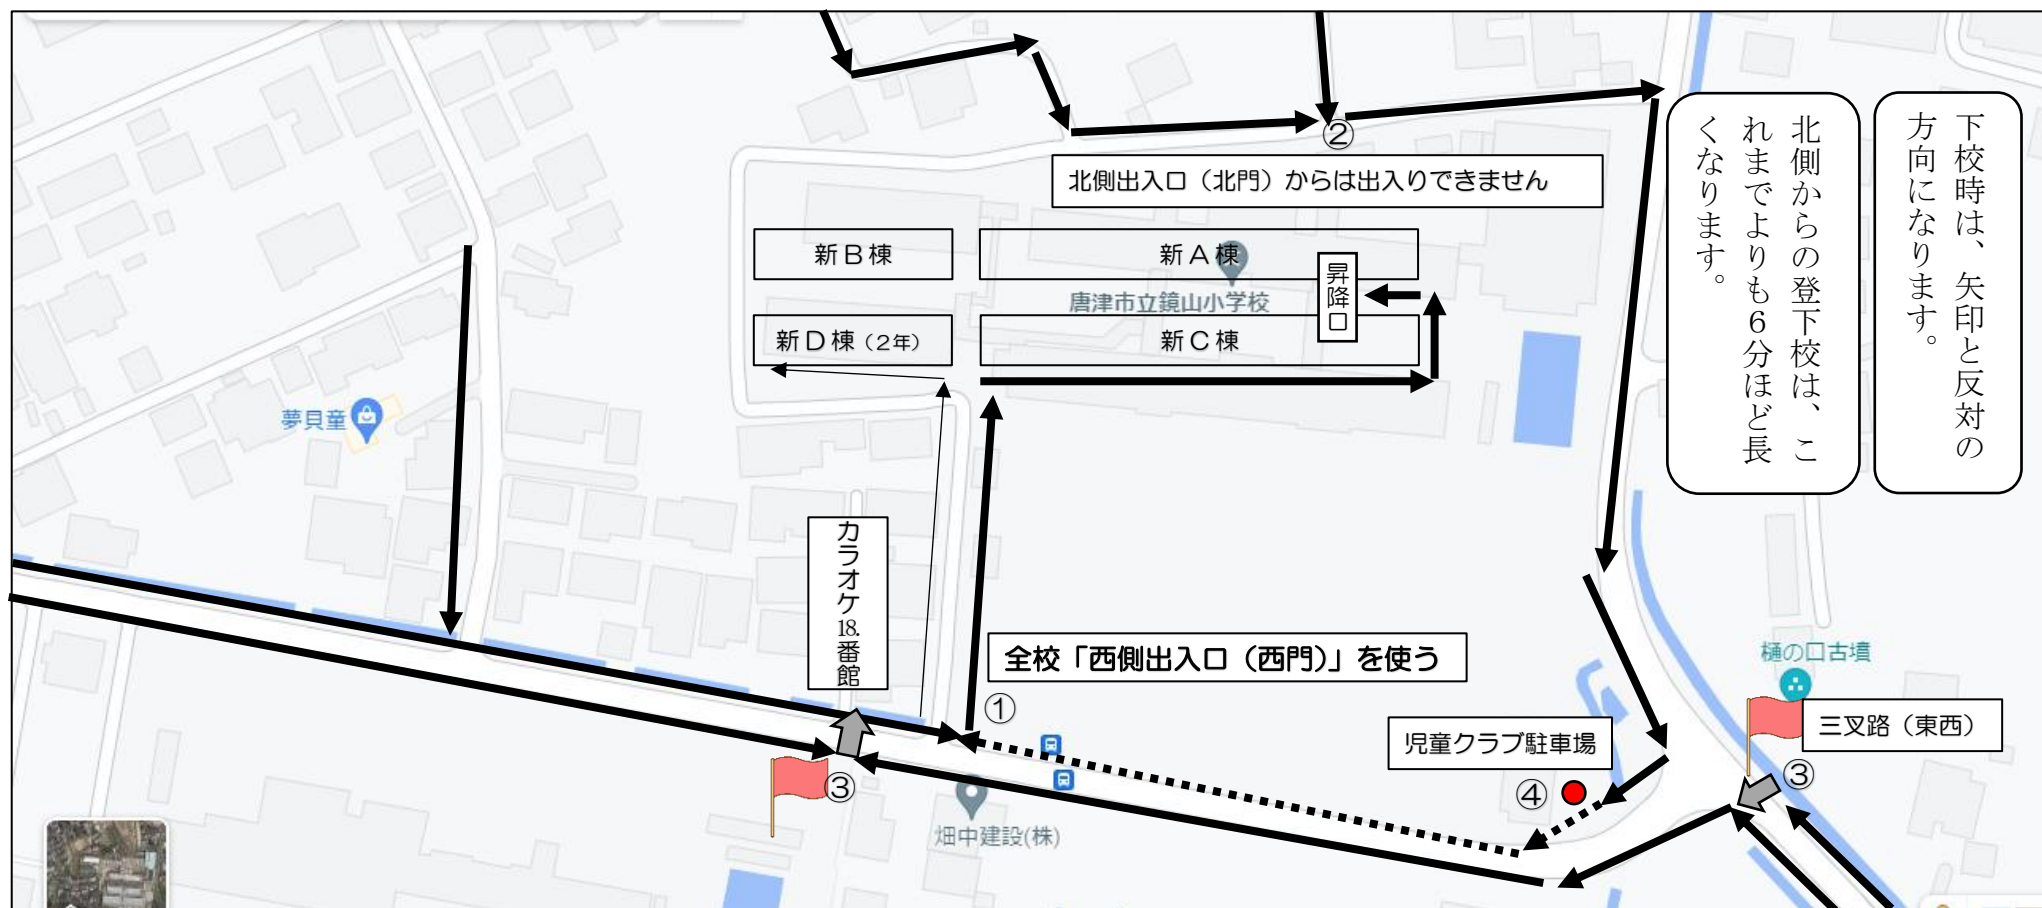 ②
北側出入口（北門）からは出入りできません
下校時は、矢印と反対の
方向になります。
北側からの登下校は、こ
れまでよりも6分ほど長
くなります。
新B棟
新A棟
昇降口
唐津市立鏡山小学校
新D棟（2年）
新C棟
夢貝童
カラオケ18.番館
全校「西側出入口（西門）」を使う
①
樋の口古墳
三叉路（東西）
児童クラブ駐車場
③
④
③
畑中建設(株)